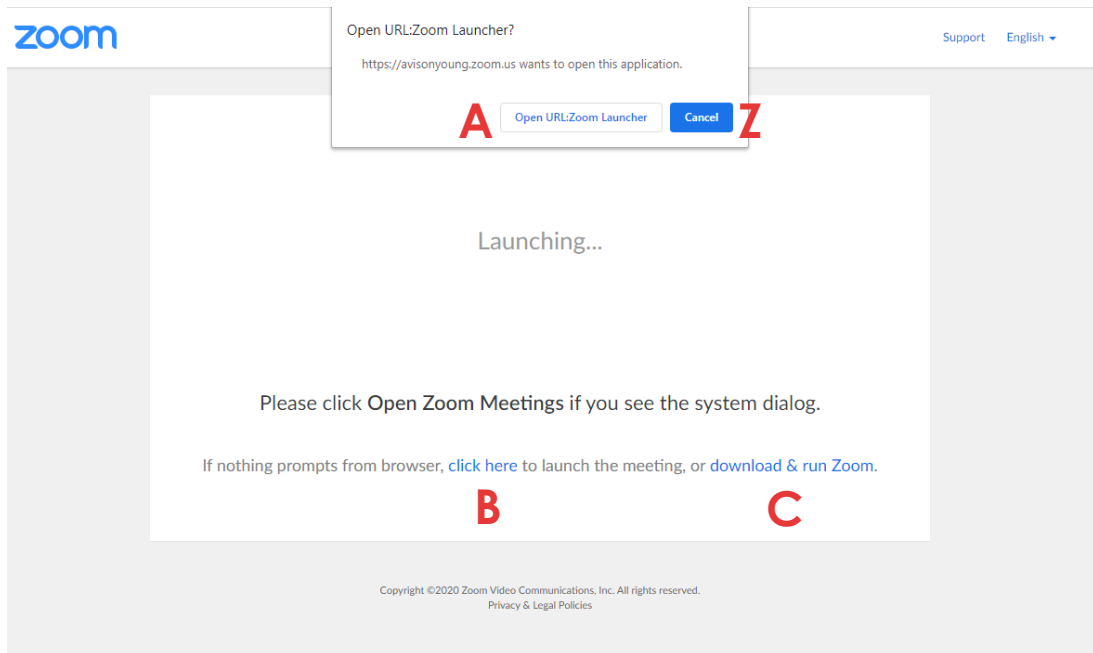 zoom
Support English
Open URL:Zoom Launcher?
https://avisonyoung.zoom.us wants to open this application.
A Open URL:Zoom Launcher Cancel Z
Launching...
Please click Open Zoom Meetings if you see the system dialog.
If nothing prompts from browser, click here to launch the meeting, or download & run Zoom.
B C
Copyright ©2020 Zoom Video Communications, Inc. All rights reserved.
Privacy & Legal Policies